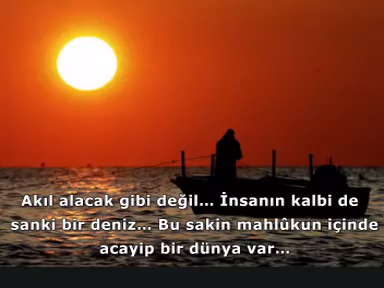 Akıl alacak gibi değil... İnsanın kalbi de
sanki bir deniz... Bu sakin mahlûkun içinde
acayip bir dünya var...